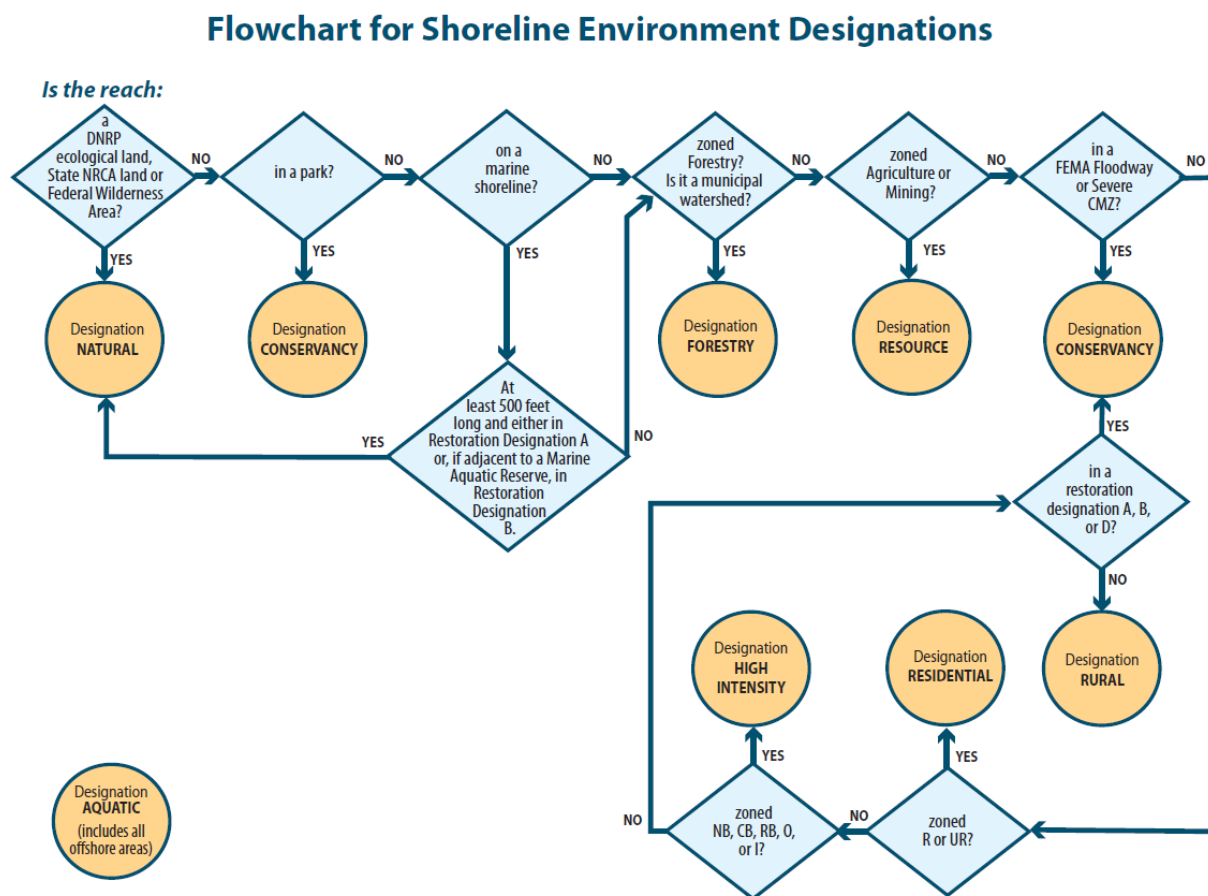 Flowchart for Shoreline Environment Designations
Is the reach:
a
DNRP
ecological land,
State NRCA land or
Federal Wilderness
Area?
NO
in a park?
NO
on a
marine
shoreline?
NO
zoned
Forestry?
Is it a municipal
watershed?
NO
zoned
Agriculture or
Mining?
NO
in a
FEMA Floodway
or Severe
CMZ?
NO
YES
YES
YES
YES
YES
YES
Designation
NATURAL
Designation
CONSERVANCY
Designation
FORESTRY
Designation
RESOURCE
Designation
CONSERVANCY
At
least 500 feet
long and either in
Restoration Designation A
or, if adjacent to a Marine
Aquatic Reserve, in
Restoration
Designation
B.
YES
NO
YES
in a
restoration
designation A, B,
or D?
NO
Designation
HIGH
INTENSITY
Designation
RESIDENTIAL
Designation
RURAL
YES
YES
Designation
AQUATIC
(includes all
offshore areas)
NO
zoned
NB, CB, RB, O,
or I?
NO
zoned
R or UR?